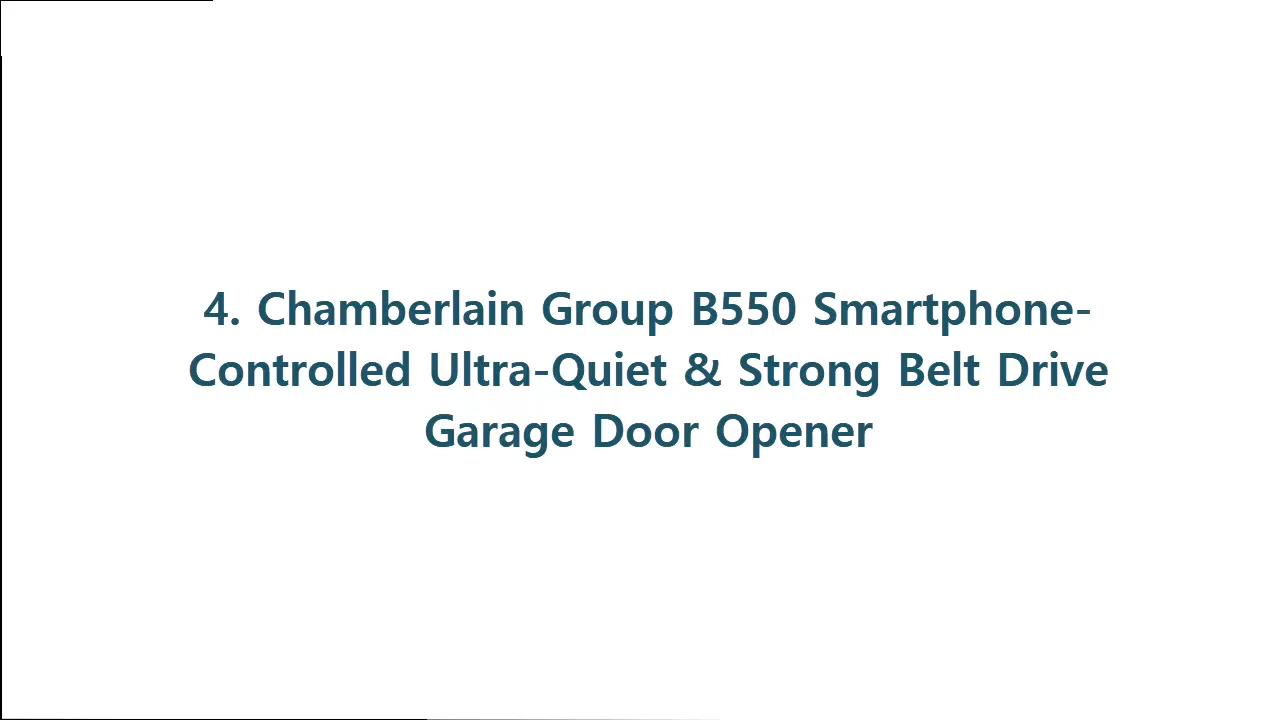 4. Chamberlain Group B550 Smartphone-
Controlled Ultra-Quiet & Strong Belt Drive
Garage Door Opener